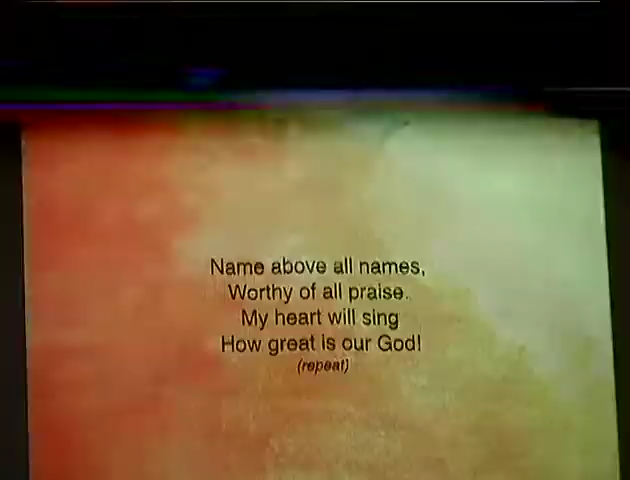 Name above all names,
Worthy of all praise.
My heart will sing
How great is our God!
(repeat)